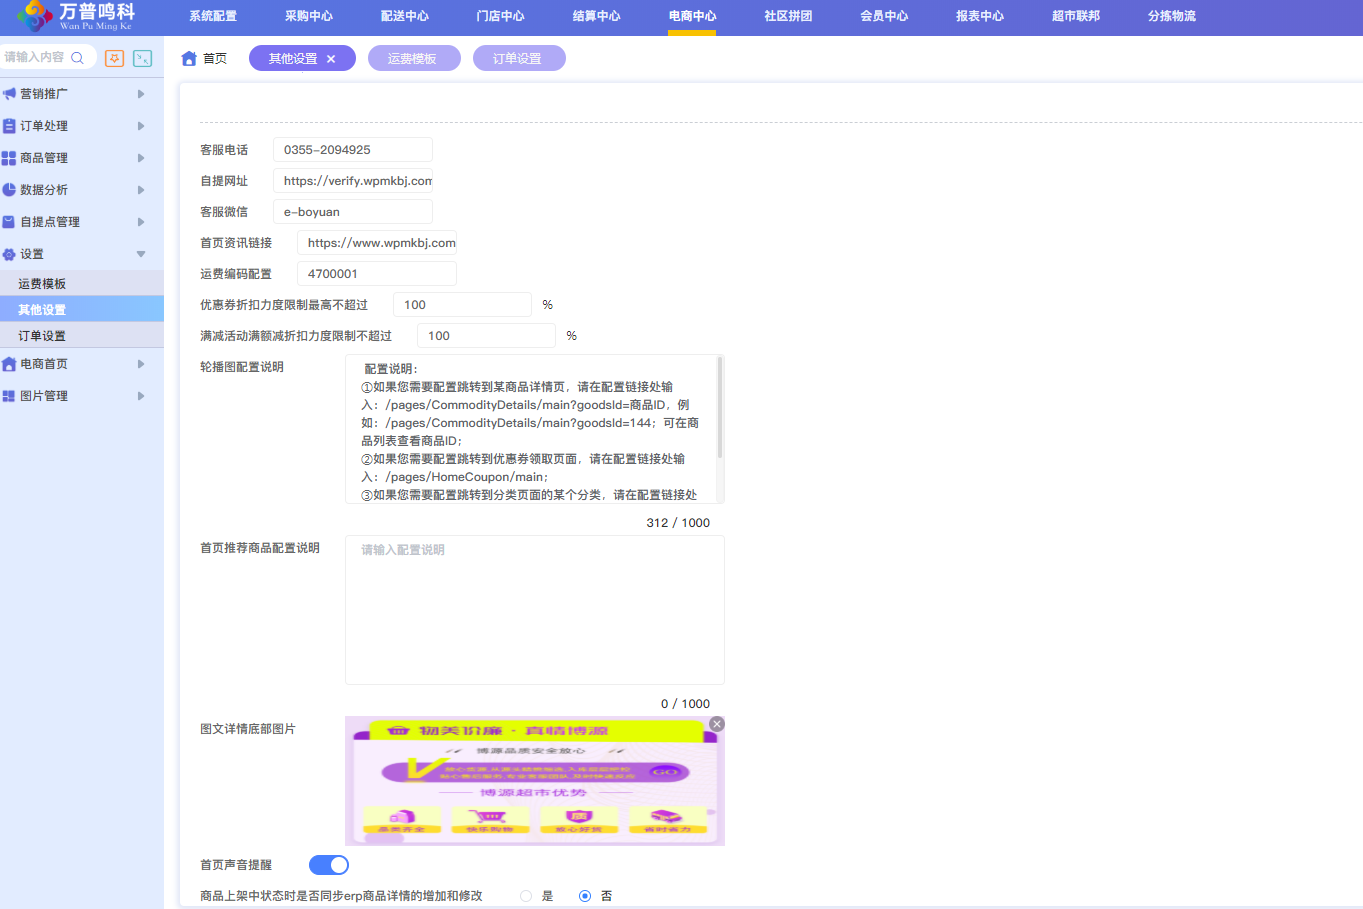 万普鸣科
Wan Pu Ming Ke
系统配置
采购中心
配送中心
门店中心
结算中心
电商中心
社区拼团
会员中心
报表中心
超市联邦
分拣物流
请输入内容
首页
其他设置
运费模板
订单设置
营销推广
订单处理
商品管理
数据分析
自提点管理
设置
运费模板
其他设置
订单设置
电商首页
图片管理
客服电话 0355-2094925
自提网址 https://verify.wpmkbj.com
客服微信 e-boyuan
首页资讯链接 https://www.wpmkbj.com
运费编码配置 4700001
优惠券折扣力度限制最高不超过 100 %
满减活动满额减折扣力度限制不超过 100 %
轮播图配置说明
配置说明：
①如果您需要配置跳转到某商品详情页，请在配置链接处输
入：/pages/CommodityDetails/main?goodsId=商品ID，例
如：/pages/CommodityDetails/main?goodsId=144；可在商
品列表查看商品ID；
②如果您需要配置跳转到优惠券领取页面，请在配置链接处输
入：/pages/HomeCoupon/main；
③如果您需要配置跳转到分类页面的某个分类，请在配置链接处
312 / 1000
首页推荐商品配置说明
请输入配置说明
0 / 1000
图文详情底部图片
物美价廉·真情博源
博源品质安全放心
GO
博源超市优势
品类齐全
快乐购物
放心好货
省时省力
首页声音提醒
商品上架中状态时是否同步erp商品详情的增加和修改 是 否